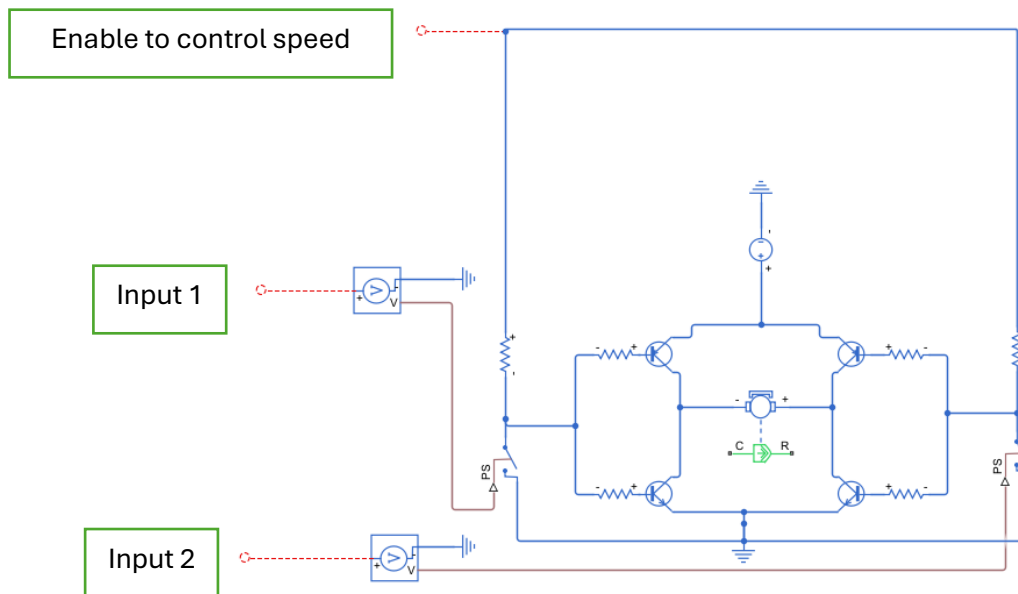 Enable to control speed
Input 1
+
-
V
V
+
-
PS
-
+
-
+
+
-
-
+
C
R
-
+
+
-
PS
Input 2
+
-
V
V